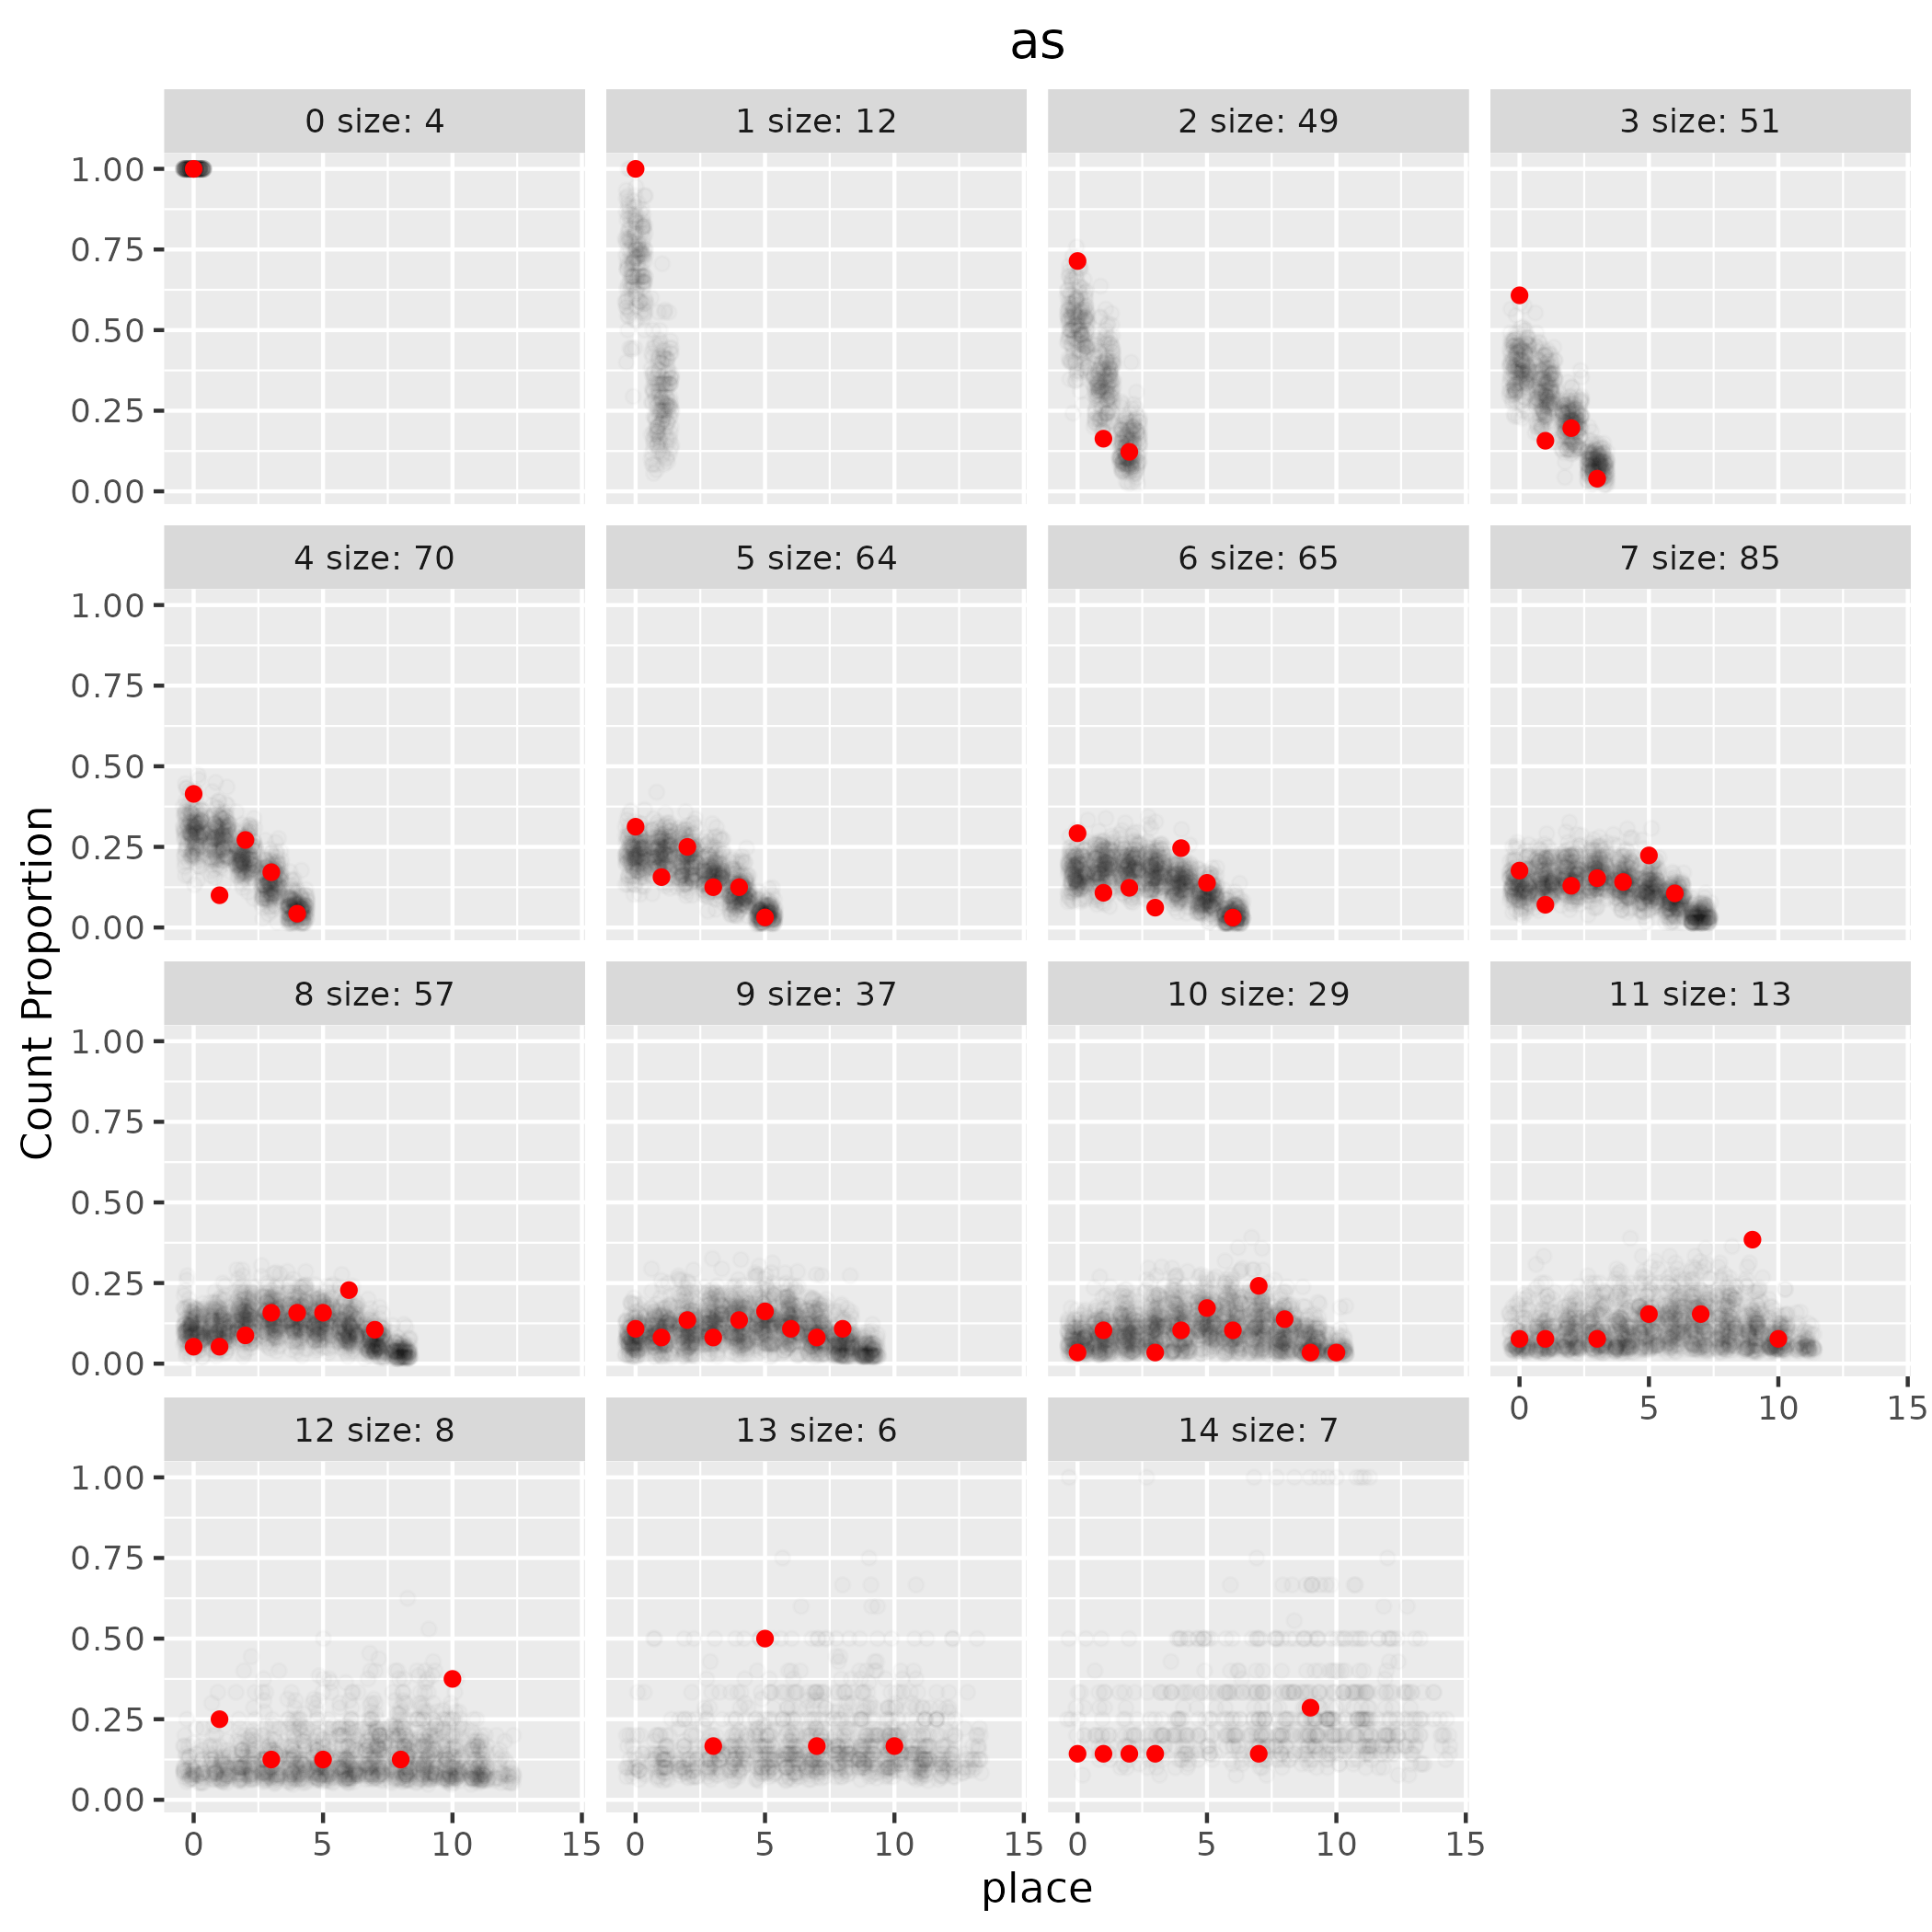 as
0 size: 4
1 size: 12
2 size: 49
3 size: 51
1.00
0.75
0.50
0.25
0.00
4 size: 70
5 size: 64
6 size: 65
7 size: 85
1.00
0.75
0.50
0.25
0.00
Count Proportion
8 size: 57
9 size: 37
10 size: 29
11 size: 13
1.00
0.75
0.50
0.25
0.00
0 5 10 15
12 size: 8
13 size: 6
14 size: 7
1.00
0.75
0.50
0.25
0.00
0 5 10 15
0 5 10 15
0 5 10 15
place